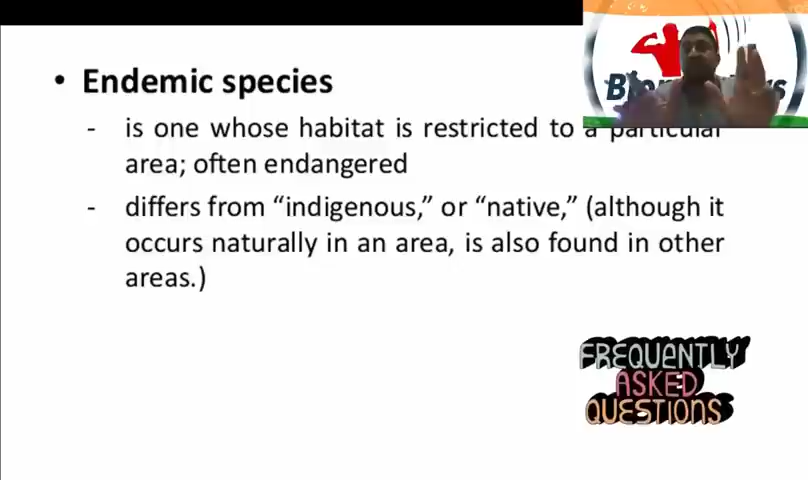 • Endemic species
- is one whose habitat is restricted to a particular
area; often endangered
- differs from “indigenous,” or “native,” (although it
occurs naturally in an area, is also found in other
areas.)
FREQUENTLY
ASKED
QUESTIONS